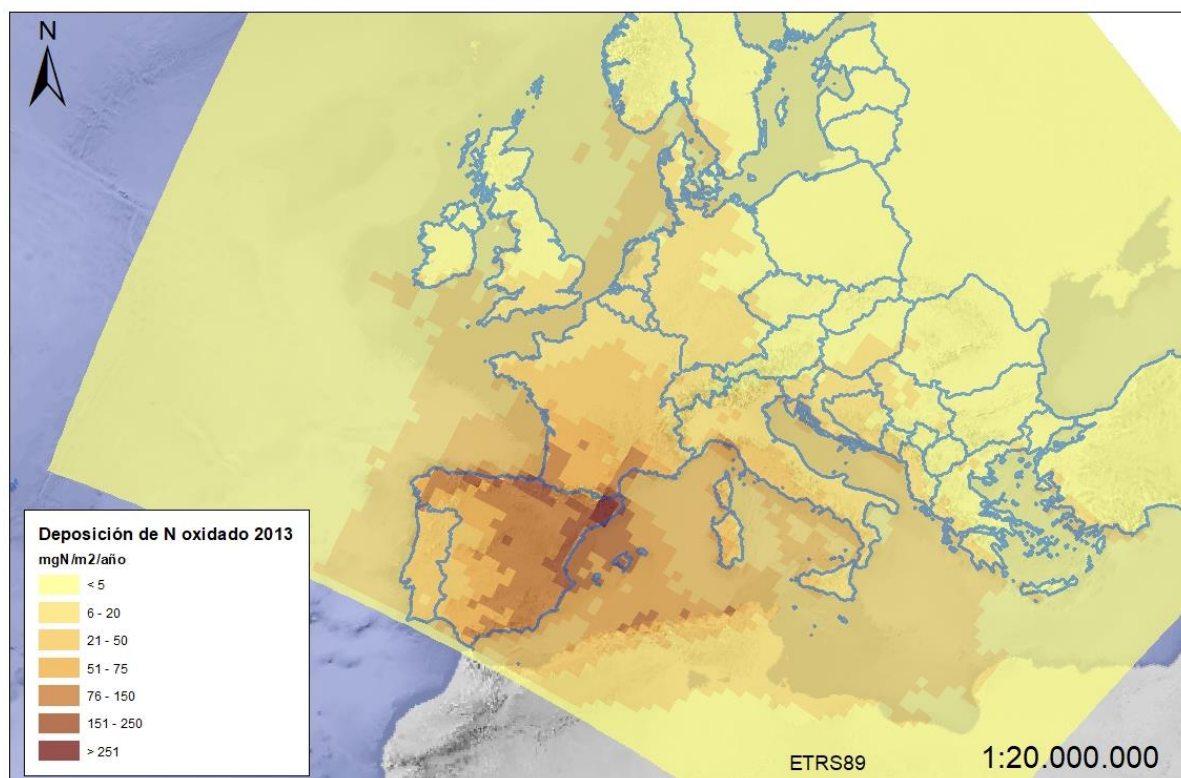 N
Deposición de N oxidado 2013
mgN/m2/año
< 5
6 - 20
21 - 50
51 - 75
76 - 150
151 - 250
> 251
ETRS89
1:20.000.000